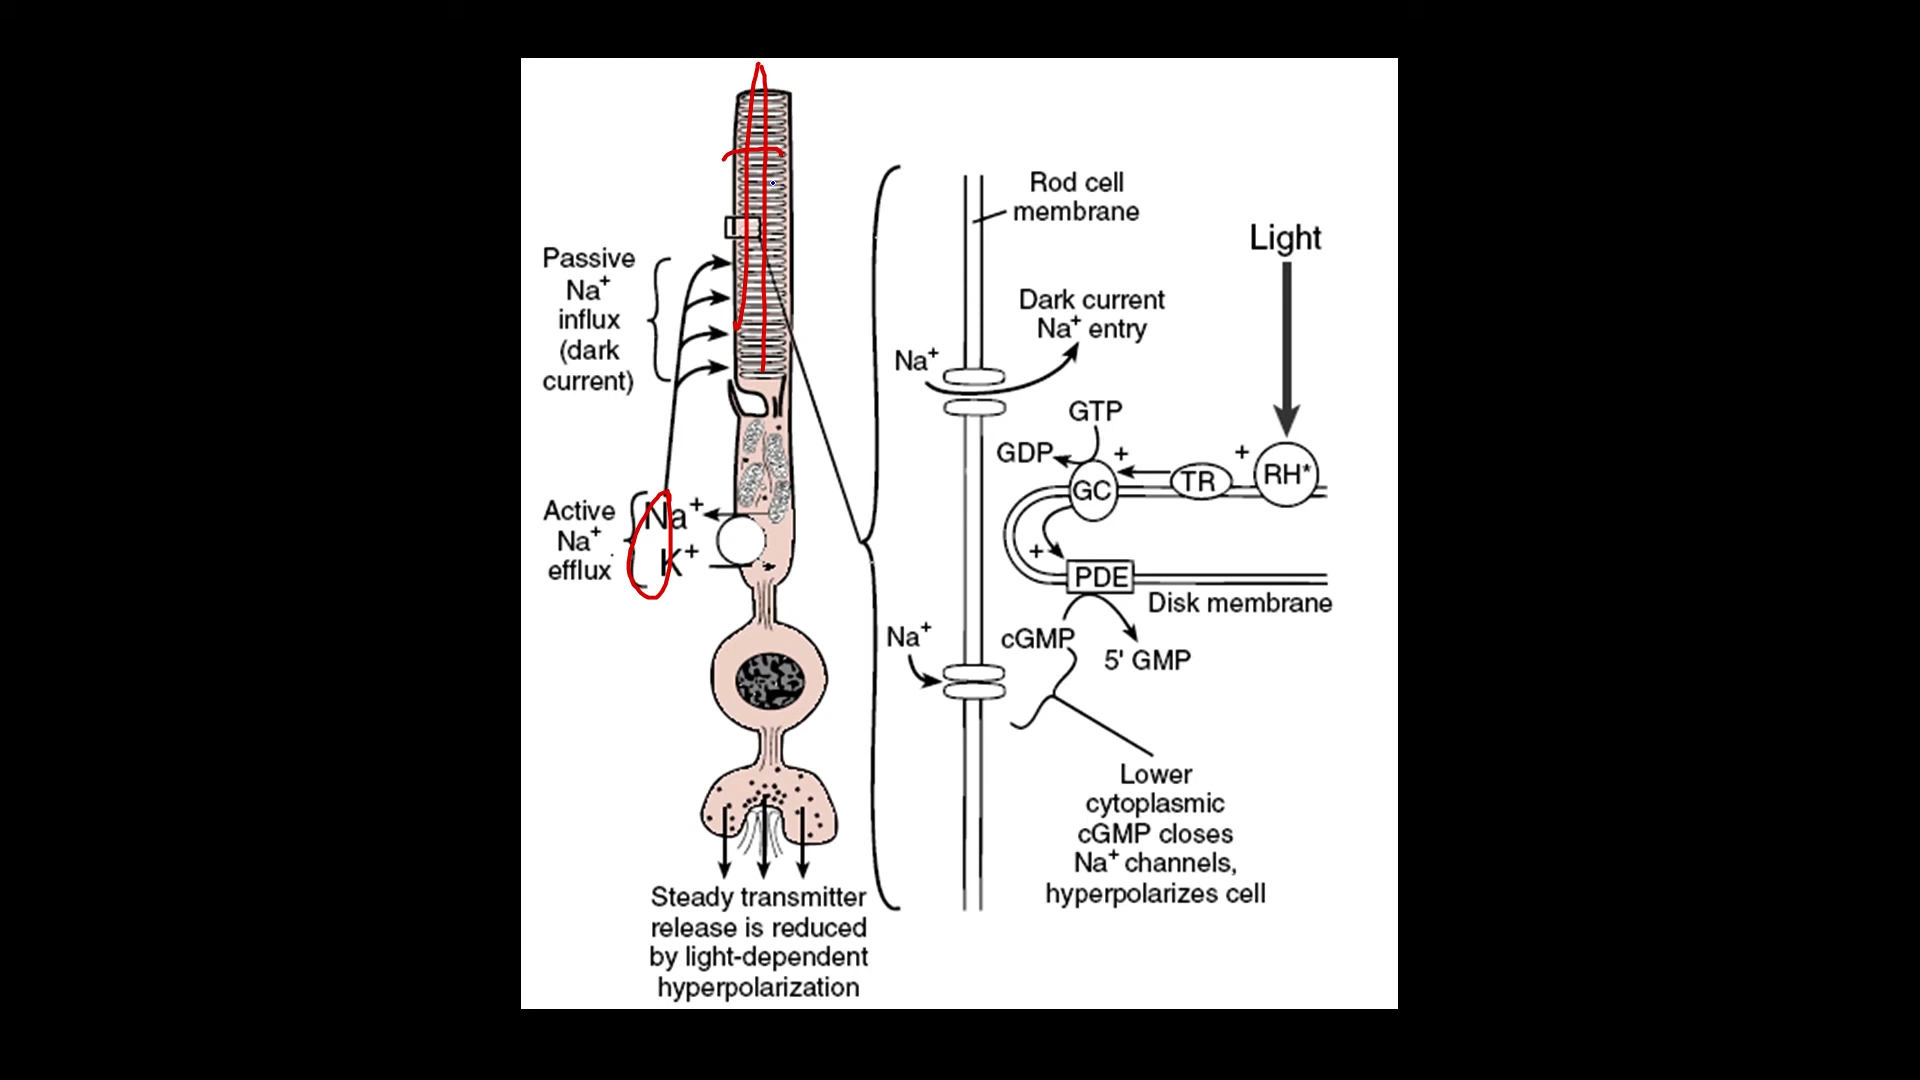 Passive
Na+
influx
(dark
current)
Active
Na+
efflux
Na+
K+
Steady transmitter
release is reduced
by light-dependent
hyperpolarization
Rod cell
membrane
Light
Dark current
Na+ entry
Na+
GTP
GDP
+
+
GC
TR
RH*
+
PDE
Disk membrane
Na+
cGMP
5' GMP
Lower
cytoplasmic
cGMP closes
Na+ channels,
hyperpolarizes cell